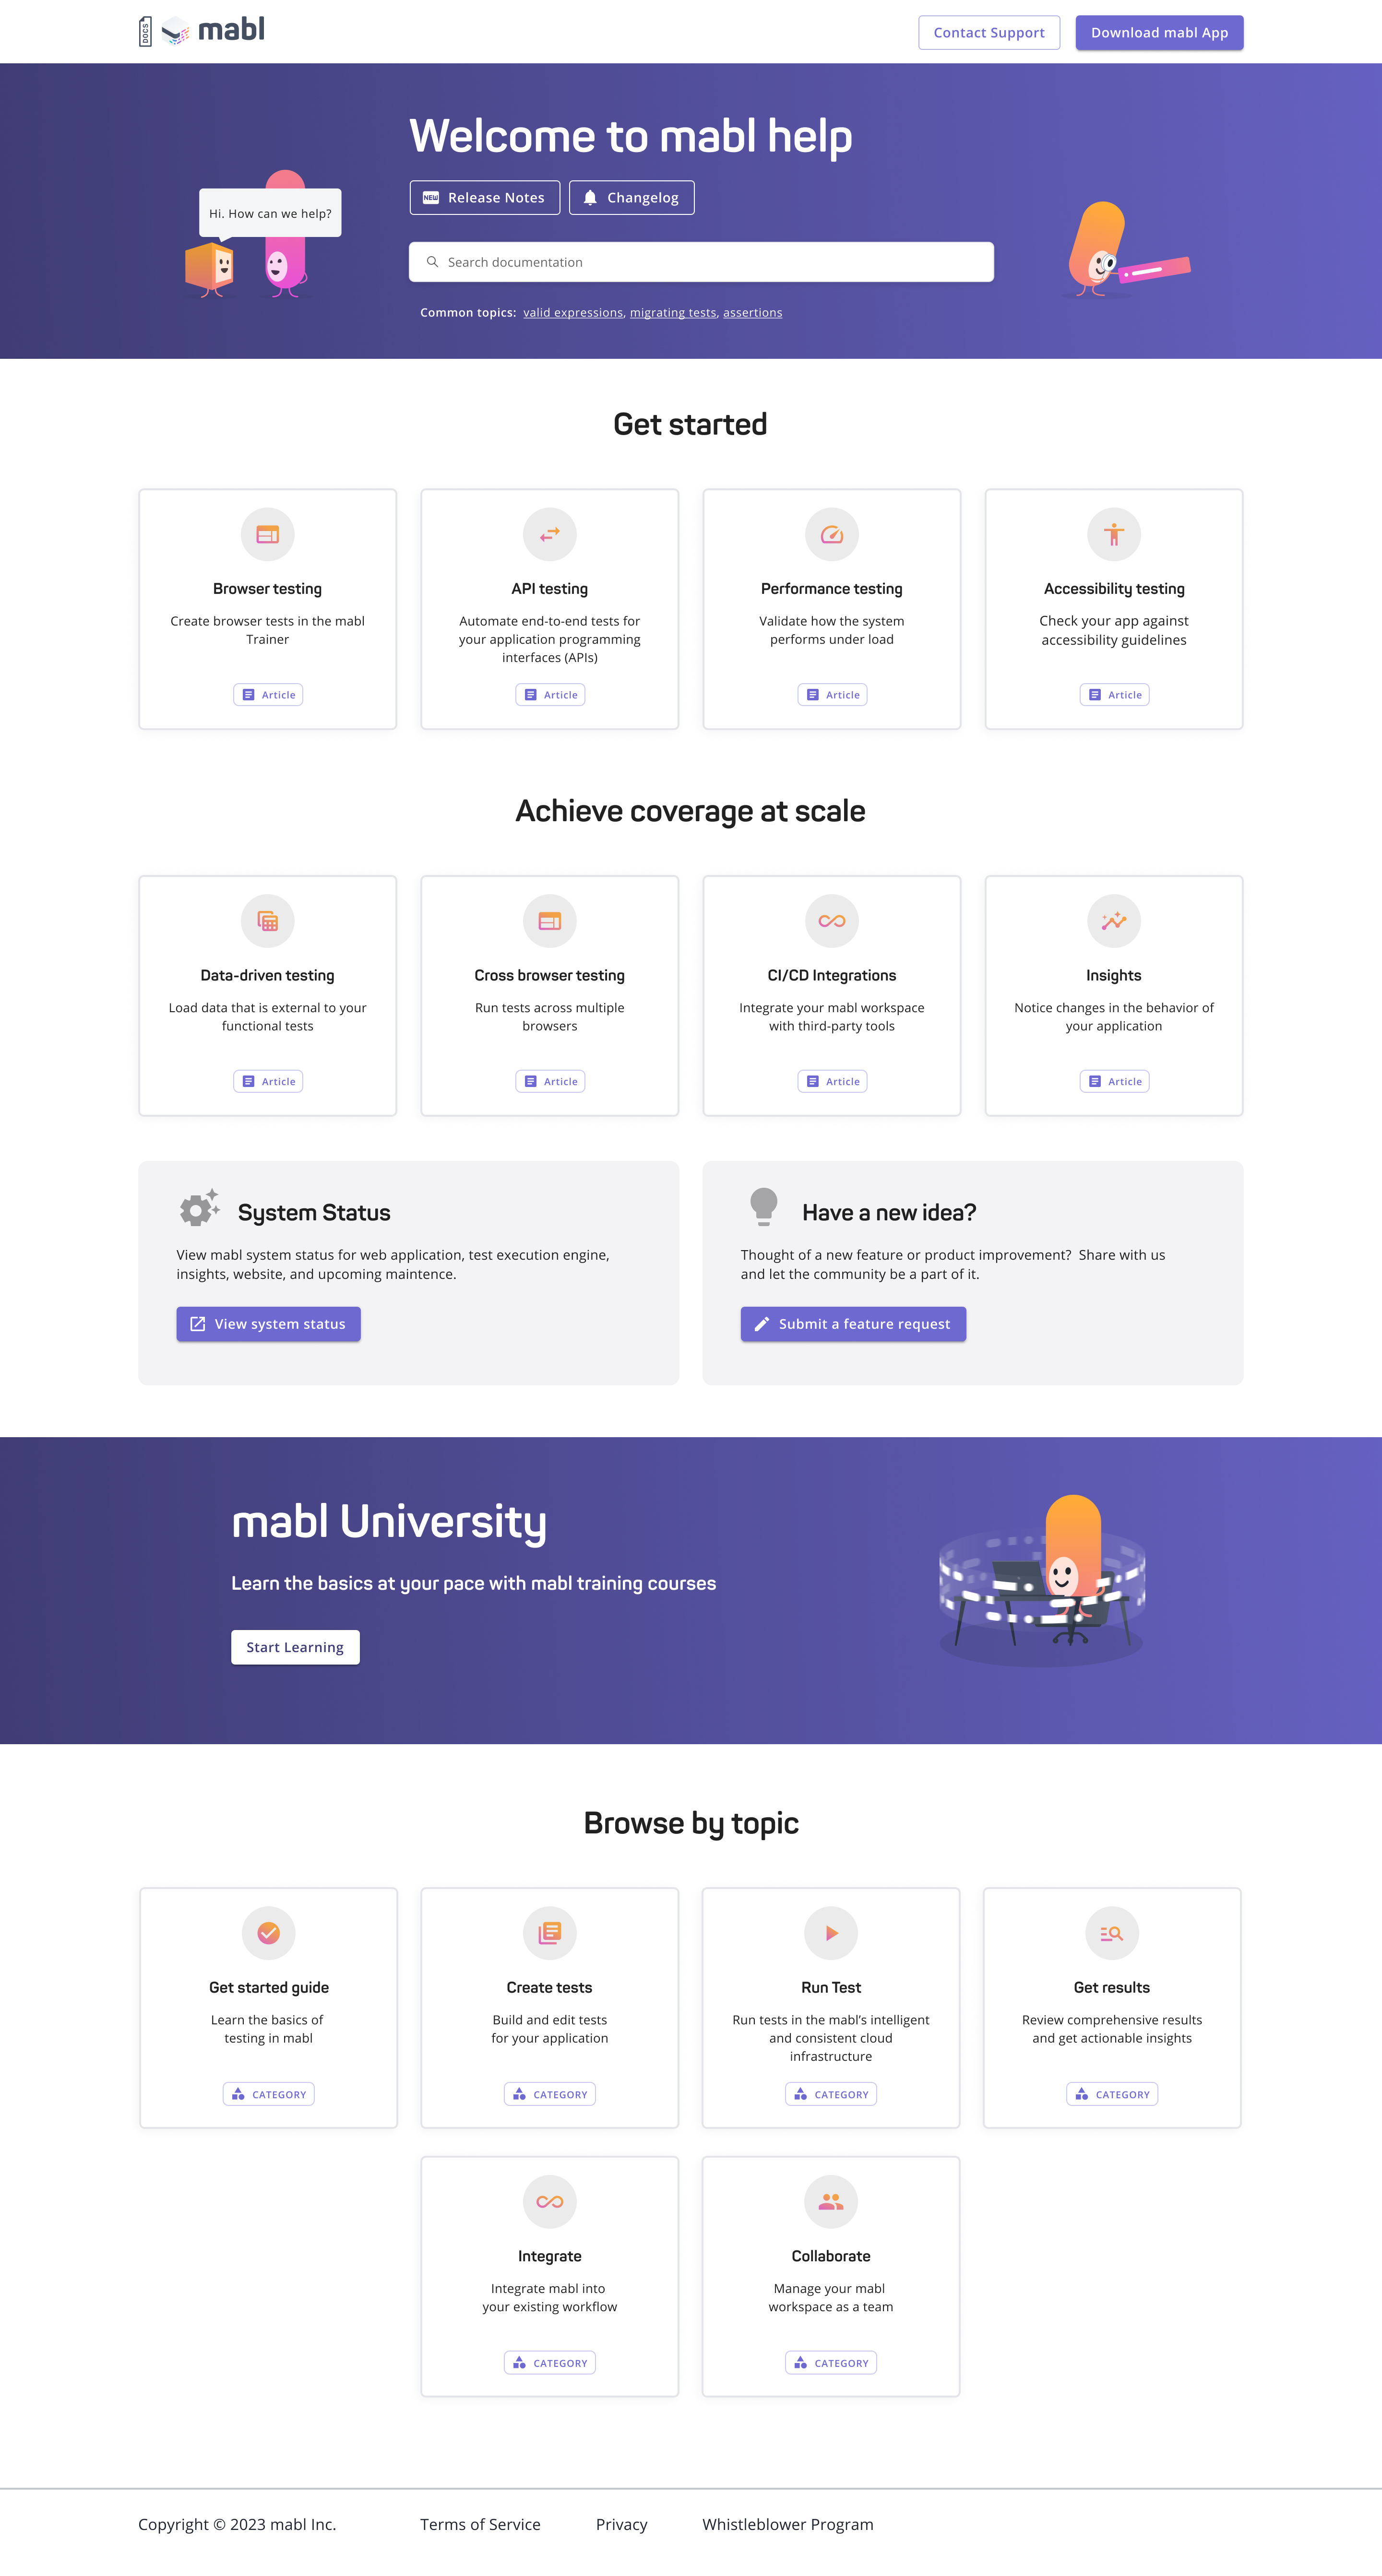 DOCS
mabl
Contact Support
Download mabl App
Welcome to mabl help
NEW Release Notes
Changelog
Hi. How can we help?
Search documentation
Common topics: valid expressions, migrating tests, assertions
Get started
Browser testing
Create browser tests in the mabl
Trainer
Article
API testing
Automate end-to-end tests for
your application programming
interfaces (APIs)
Article
Performance testing
Validate how the system
performs under load
Article
Accessibility testing
Check your app against
accessibility guidelines
Article
Achieve coverage at scale
Data-driven testing
Load data that is external to your
functional tests
Article
Cross browser testing
Run tests across multiple
browsers
Article
CI/CD Integrations
Integrate your mabl workspace
with third-party tools
Article
Insights
Notice changes in the behavior of
your application
Article
System Status
View mabl system status for web application, test execution engine,
insights, website, and upcoming maintence.
View system status
Have a new idea?
Thought of a new feature or product improvement? Share with us
and let the community be a part of it.
Submit a feature request
mabl University
Learn the basics at your pace with mabl training courses
Start Learning
Browse by topic
Get started guide
Learn the basics of
testing in mabl
CATEGORY
Create tests
Build and edit tests
for your application
CATEGORY
Run Test
Run tests in the mabl’s intelligent
and consistent cloud
infrastructure
CATEGORY
Get results
Review comprehensive results
and get actionable insights
CATEGORY
Integrate
Integrate mabl into
your existing workflow
CATEGORY
Collaborate
Manage your mabl
workspace as a team
CATEGORY
Copyright © 2023 mabl Inc.
Terms of Service
Privacy
Whistleblower Program